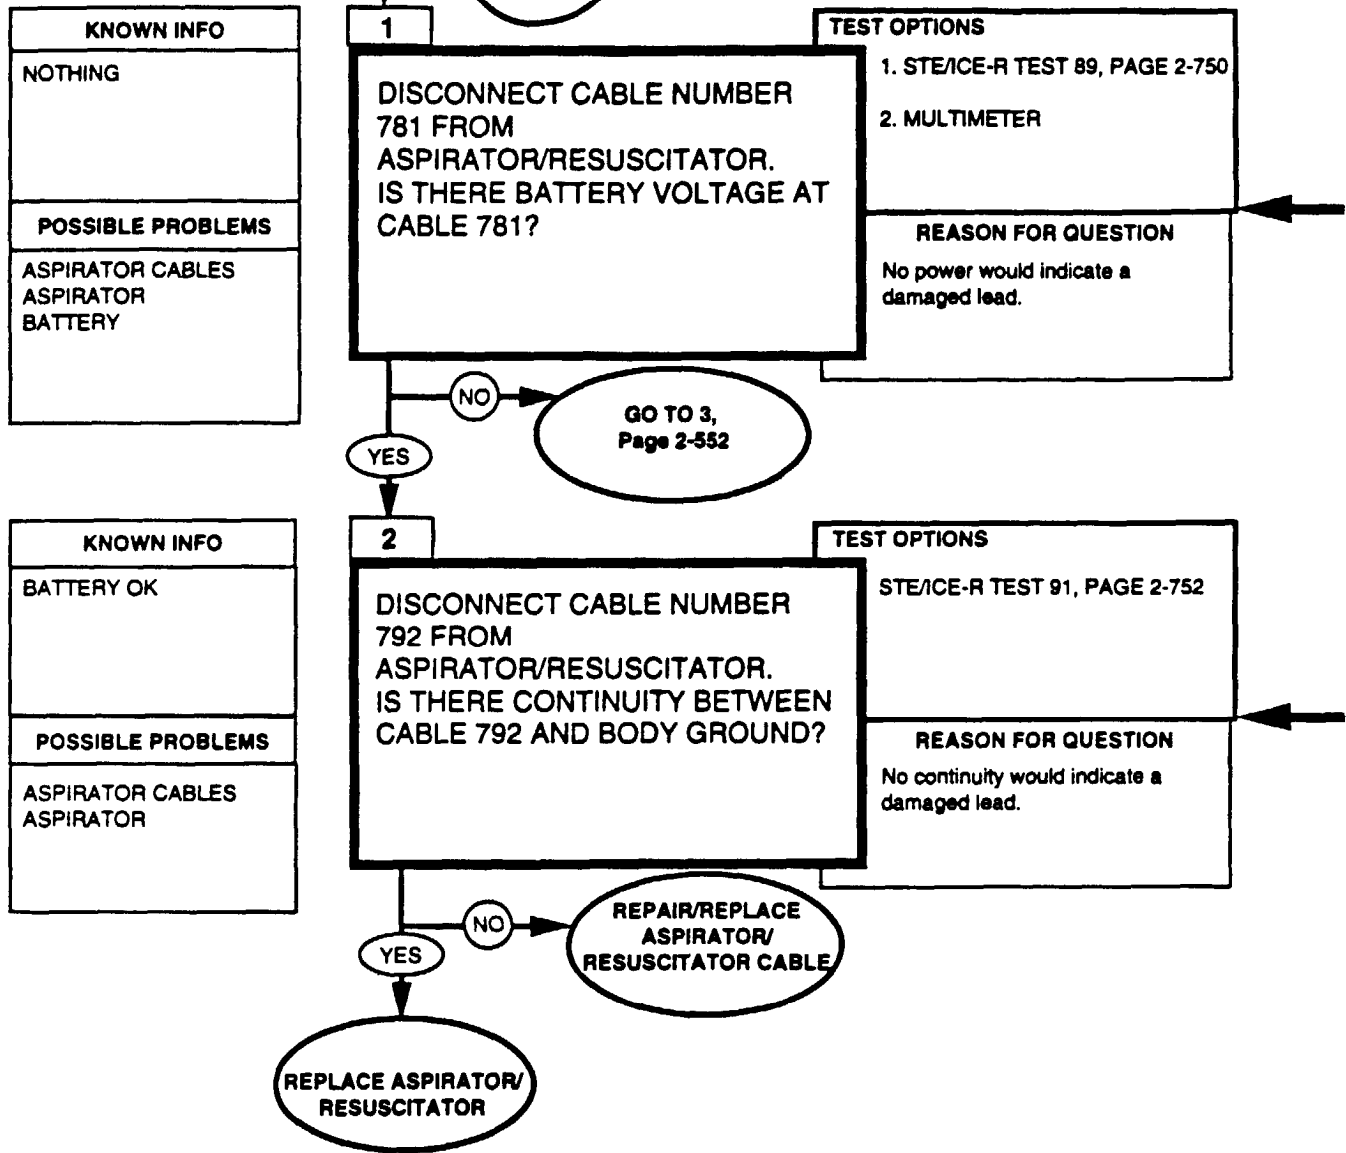 KNOWN INFO
NOTHING
POSSIBLE PROBLEMS
ASPIRATOR CABLES
ASPIRATOR
BATTERY
1
DISCONNECT CABLE NUMBER
781 FROM
ASPIRATOR/RESUSCITATOR.
IS THERE BATTERY VOLTAGE AT
CABLE 781?
TEST OPTIONS
1. STE/ICE-R TEST 89, PAGE 2-750
2. MULTIMETER
REASON FOR QUESTION
No power would indicate a
damaged lead.
NO
GO TO 3,
Page 2-552
YES
KNOWN INFO
BATTERY OK
POSSIBLE PROBLEMS
ASPIRATOR CABLES
ASPIRATOR
2
DISCONNECT CABLE NUMBER
792 FROM
ASPIRATOR/RESUSCITATOR.
IS THERE CONTINUITY BETWEEN
CABLE 792 AND BODY GROUND?
TEST OPTIONS
STE/ICE-R TEST 91, PAGE 2-752
REASON FOR QUESTION
No continuity would indicate a
damaged lead.
NO
REPAIR/REPLACE
ASPIRATOR/
RESUSCITATOR CABLE
YES
REPLACE ASPIRATOR/
RESUSCITATOR